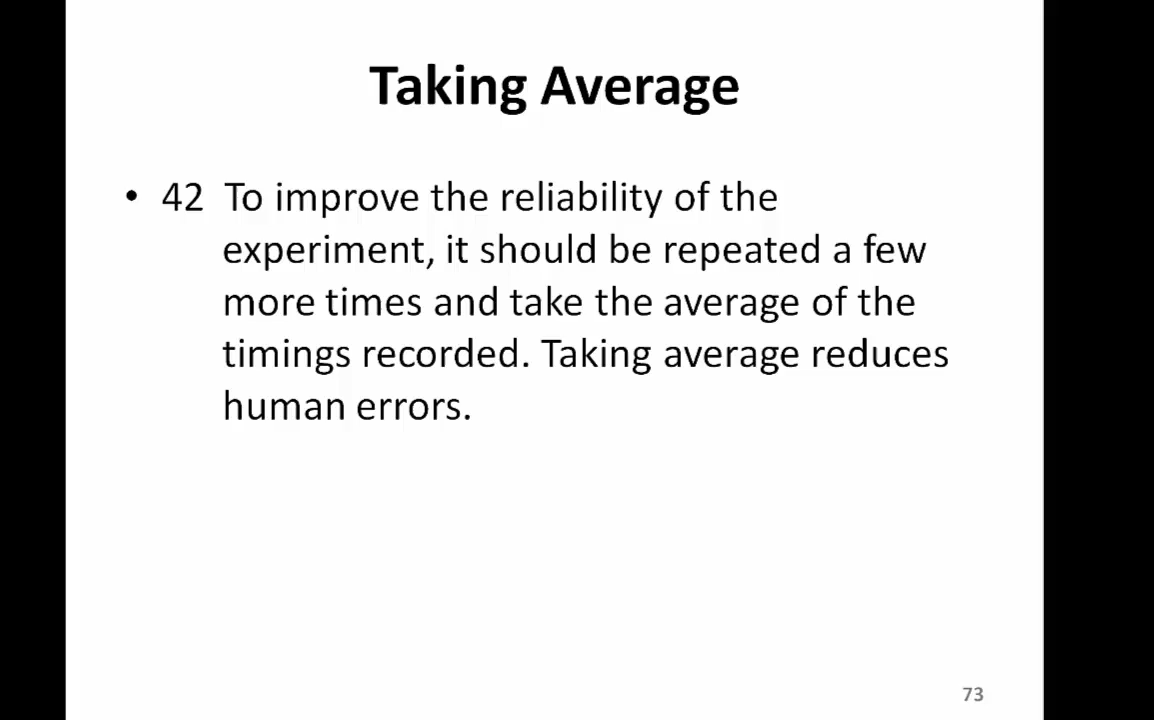 Taking Average
• 42 To improve the reliability of the
experiment, it should be repeated a few
more times and take the average of the
timings recorded. Taking average reduces
human errors.
73